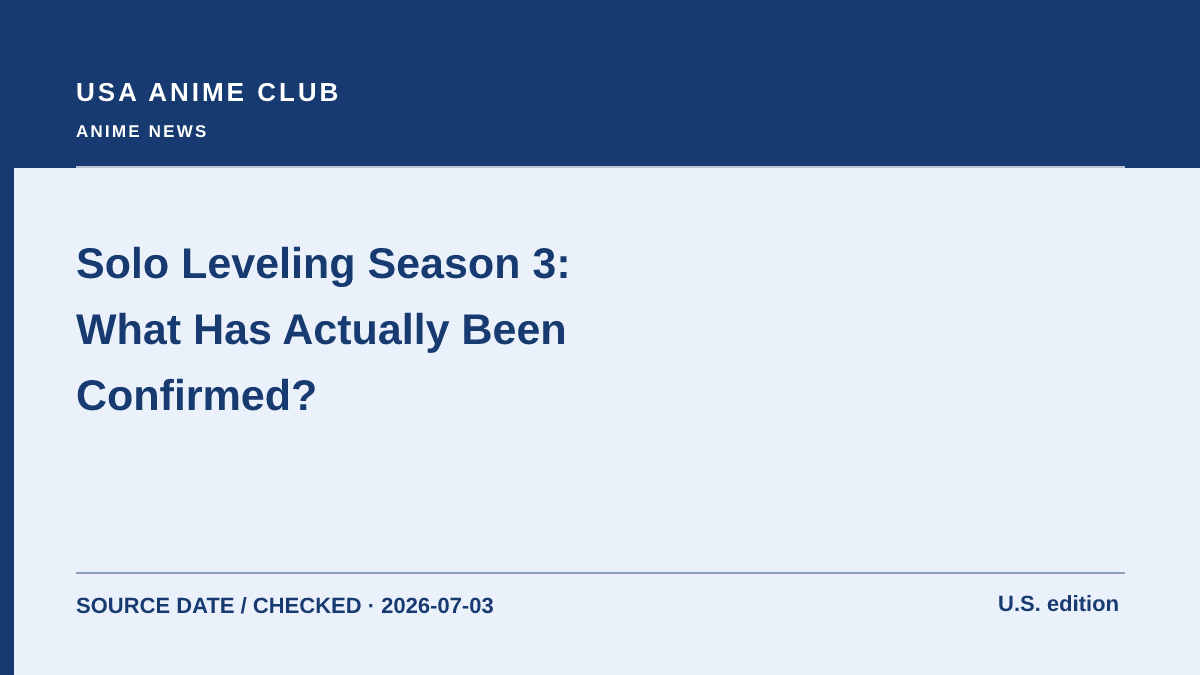 USA ANIME CLUB
ANIME NEWS
Solo Leveling Season 3:
What Has Actually Been
Confirmed?
SOURCE DATE / CHECKED · 2026-07-03
U.S. edition